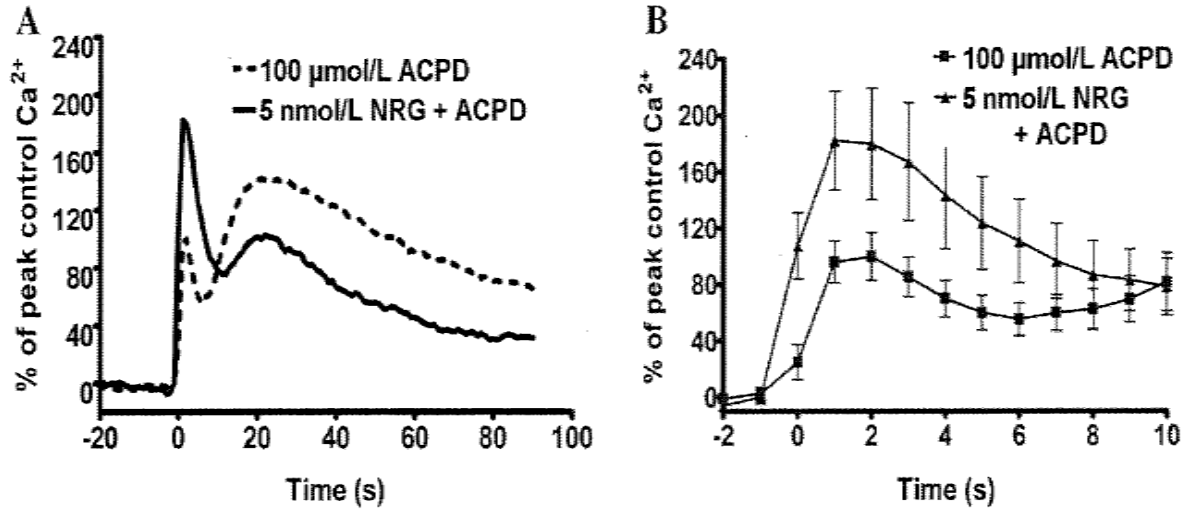 A
% of peak control Ca²⁺
240
200
160
120
80
40
0
100 µmol/L ACPD
5 nmol/L NRG + ACPD
-20 0 20 40 60 80 100
Time (s)
B
% of peak control Ca²⁺
240
200
160
120
80
40
0
100 µmol/L ACPD
5 nmol/L NRG
+ ACPD
-2 0 2 4 6 8 10
Time (s)